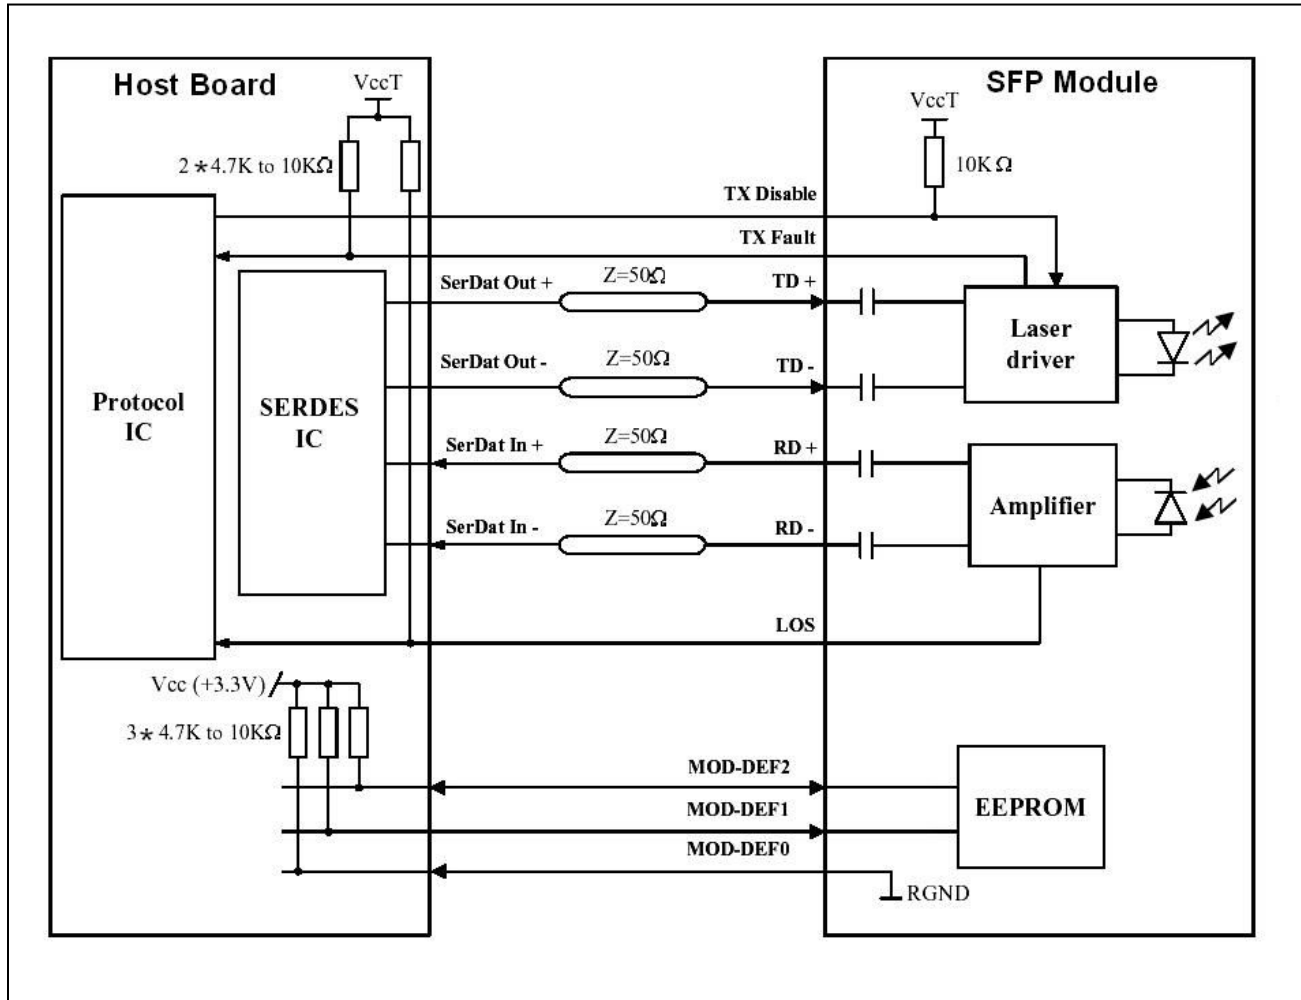 Host Board
SFP Module
VccT
VccT
2*4.7K to 10KΩ
10KΩ
TX Disable
TX Fault
SerDat Out +
Z=50Ω
TD +
Laser
driver
SerDat Out -
Z=50Ω
TD -
Protocol
IC
SERDES
IC
SerDat In +
Z=50Ω
RD +
Amplifier
SerDat In -
Z=50Ω
RD -
LOS
Vcc (+3.3V)
3* 4.7K to 10KΩ
MOD-DEF2
MOD-DEF1
EEPROM
MOD-DEF0
RGND